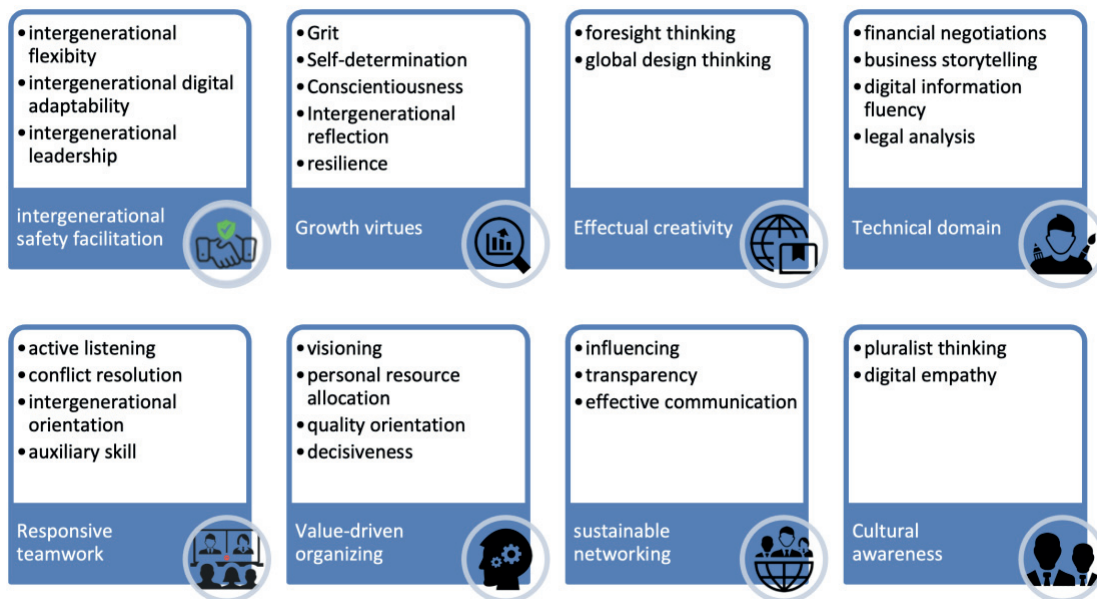 • intergenerational
flexibity
• intergenerational digital
adaptability
• intergenerational
leadership
intergenerational
safety facilitation
• Grit
• Self-determination
• Conscientiousness
• Intergenerational
reflection
• resilience
Growth virtues
• foresight thinking
• global design thinking
Effectual creativity
• financial negotiations
• business storytelling
• digital information
fluency
• legal analysis
Technical domain
• active listening
• conflict resolution
• intergenerational
orientation
• auxiliary skill
Responsive
teamwork
• visioning
• personal resource
allocation
• quality orientation
• decisiveness
Value-driven
organizing
• influencing
• transparency
• effective communication
sustainable
networking
• pluralist thinking
• digital empathy
Cultural
awareness